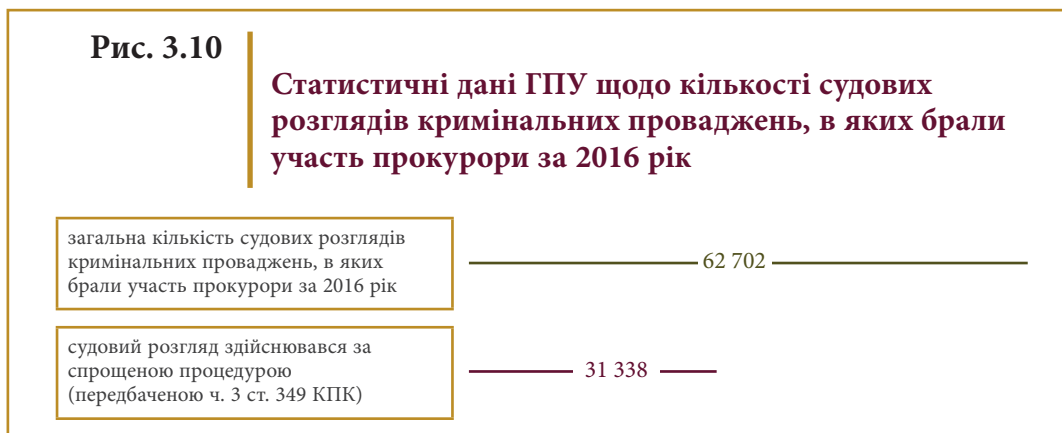 Рис. 3.10
Статистичні дані ГПУ щодо кількості судових
розглядів кримінальних проваджень, в яких брали
участь прокурори за 2016 рік
загальна кількість судових розглядів
кримінальних проваджень, в яких
брали участь прокурори за 2016 рік
62 702
судовий розгляд здійснювався за
спрощеною процедурою
(передбаченою ч. 3 ст. 349 КПК)
31 338